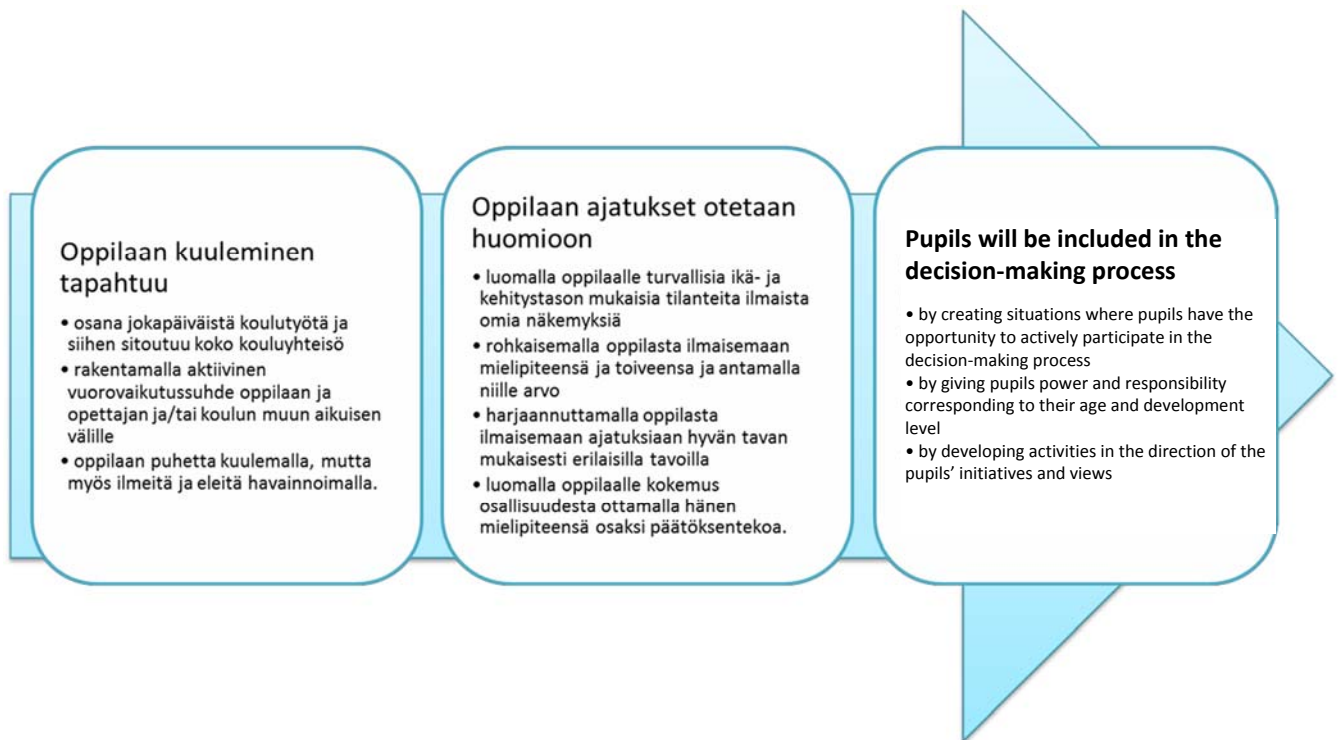 Oppilaan kuuleminen
tapahtuu
• osana jokapäiväistä koulutyötä ja
siihen sitoutuu koko kouluyhteisö
• rakentamalla aktiivinen
vuorovaikutussuhde oppilaan ja
opettajan ja/tai koulun muun aikuisen
välille
• oppilaan puhetta kuulemalla, mutta
myös ilmeitä ja eleitä havainnoimalla.
Oppilaan ajatukset otetaan
huomioon
• luomalla oppilaalle turvallisia ikä- ja
kehitystason mukaisia tilanteita ilmaista
omia näkemyksiä
• rohkaisemalla oppilasta ilmaisemaan
mielipiteensä ja toiveensa ja antamalla
niille arvo
• harjaannuttamalla oppilasta
ilmaisemaan ajatuksiaan hyvän tavan
mukaisesti erilaisilla tavoilla
• luomalla oppilaalle kokemus
osallisuudesta ottamalla hänen
mielipiteensä osaksi päätöksentekoa.
Pupils will be included in the
decision-making process
• by creating situations where pupils have the
opportunity to actively participate in the
decision-making process
• by giving pupils power and responsibility
corresponding to their age and development
level
• by developing activities in the direction of the
pupils’ initiatives and views